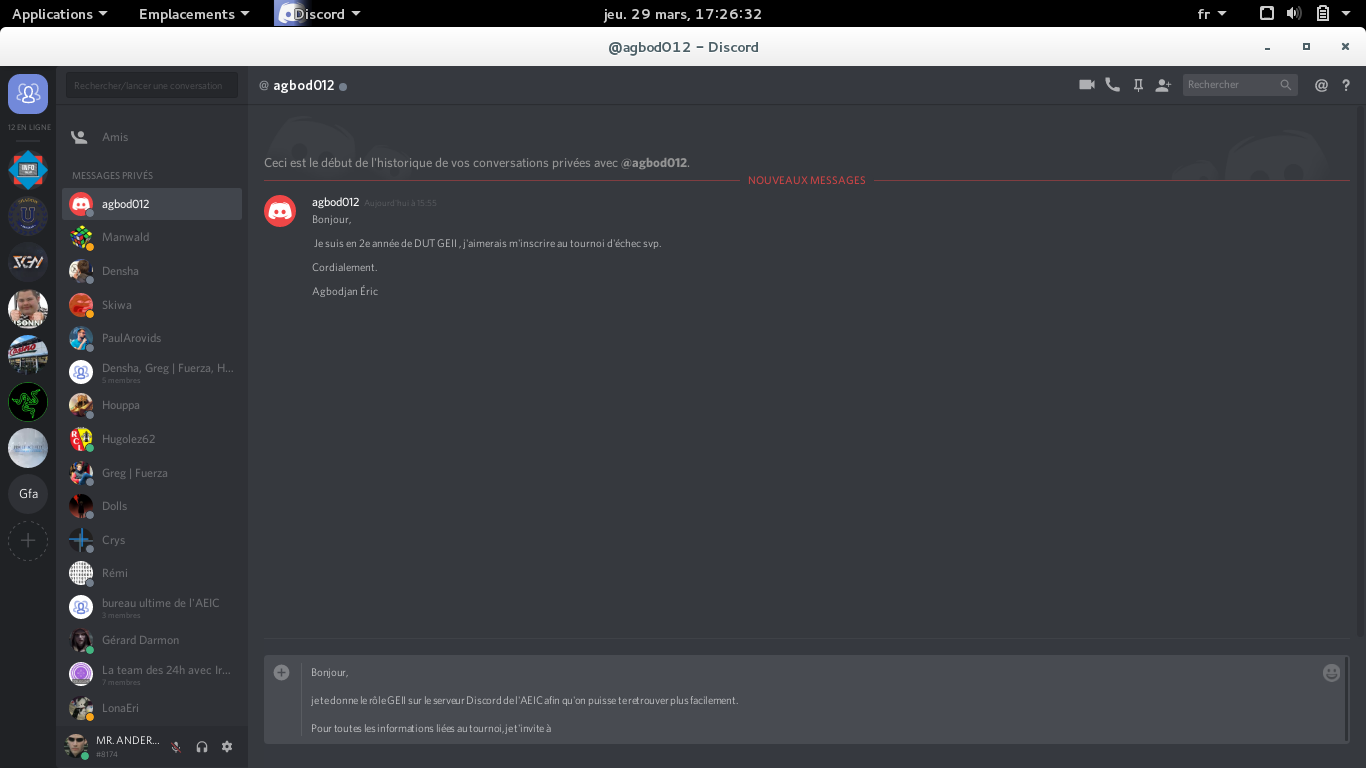 Applications Emplacements Discord jeu. 29 mars, 17:26:32 fr
@agbod012 – Discord
Rechercher/lancer une conversation
@ agbod012
Rechercher
@ ?
12 EN LIGNE
INFO
SGN
Gfa
Amis
MESSAGES PRIVÉS
agbod012
Manwald
Densha
Skiwa
PaulArovids
Densha, Greg | Fuerza, H...
5 membres
Houppa
Hugolez62
Greg | Fuerza
Dolls
Crys
Rémi
bureau ultime de l'AEIC
3 membres
Gérard Darmon
La team des 24h avec Ir...
7 membres
LonaEri
MR. ANDER...
#8174
Ceci est le début de l'historique de vos conversations privées avec @agbod012.
NOUVEAUX MESSAGES
agbod012 Aujourd'hui à 15:55
Bonjour,
Je suis en 2e année de DUT GEII , j'aimerais m'inscrire au tournoi d'échec svp.
Cordialement.
Agbodjan Éric
Bonjour,
je te donne le rôle GEII sur le serveur Discord de l'AEIC afin qu'on puisse te retrouver plus facilement.
Pour toutes les informations liées au tournoi, je t'invite à